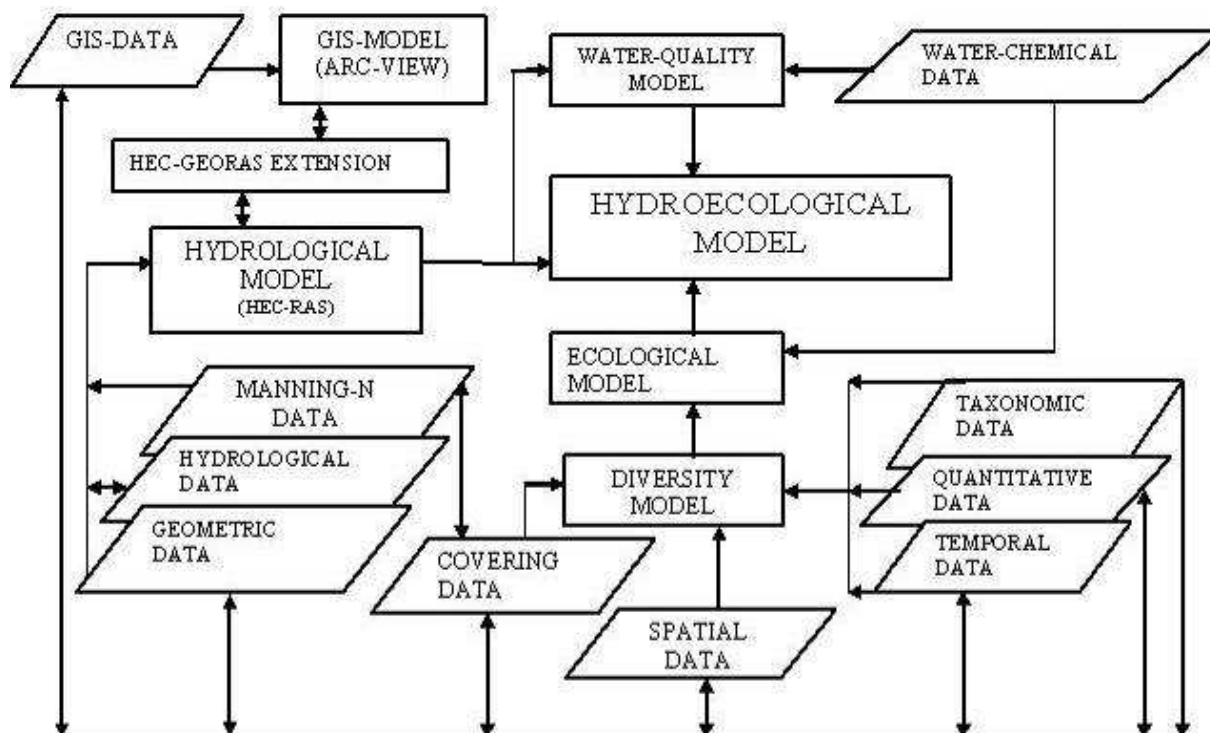 GIS-DATA
GIS-MODEL
(ARC-VIEW)
WATER-QUALITY
MODEL
WATER-CHEMICAL
DATA
HEC-GEORAS EXTENSION
HYDROECOLOGICAL
MODEL
HYDROLOGICAL
MODEL
(HEC-RAS)
ECOLOGICAL
MODEL
MANNING-N
DATA
TAXONOMIC
DATA
HYDROLOGICAL
DATA
DIVERSITY
MODEL
QUANTITATIVE
DATA
GEOMETRIC
DATA
COVERING
DATA
TEMPORAL
DATA
SPATIAL
DATA